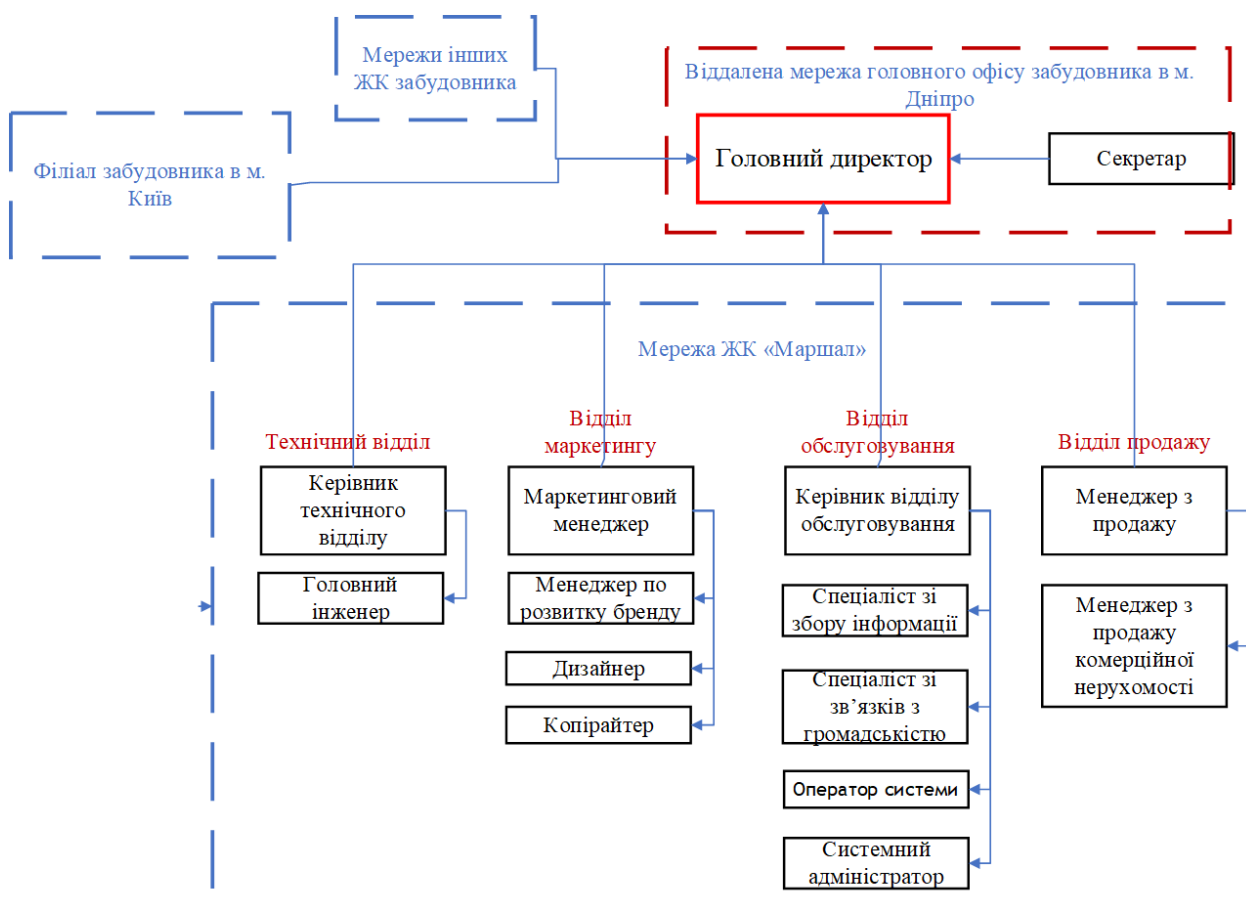 Мережи інших
ЖК забудовника
Віддалена мережа головного офісу забудовника в м.
Дніпро
Головний директор
Секретар
Філіал забудовника в м.
Київ
Мережа ЖК «Маршал»
Технічний відділ
Керівник
технічного
відділу
Головний
інженер
Відділ
маркетингу
Маркетинговий
менеджер
Менеджер по
розвитку бренду
Дизайнер
Копірайтер
Відділ
обслуговування
Керівник відділу
обслуговування
Спеціаліст зі
збору інформації
Спеціаліст зі
зв’язків з
громадськістю
Оператор системи
Системний
адміністратор
Відділ продажу
Менеджер з
продажу
Менеджер з
продажу
комерційної
нерухомості